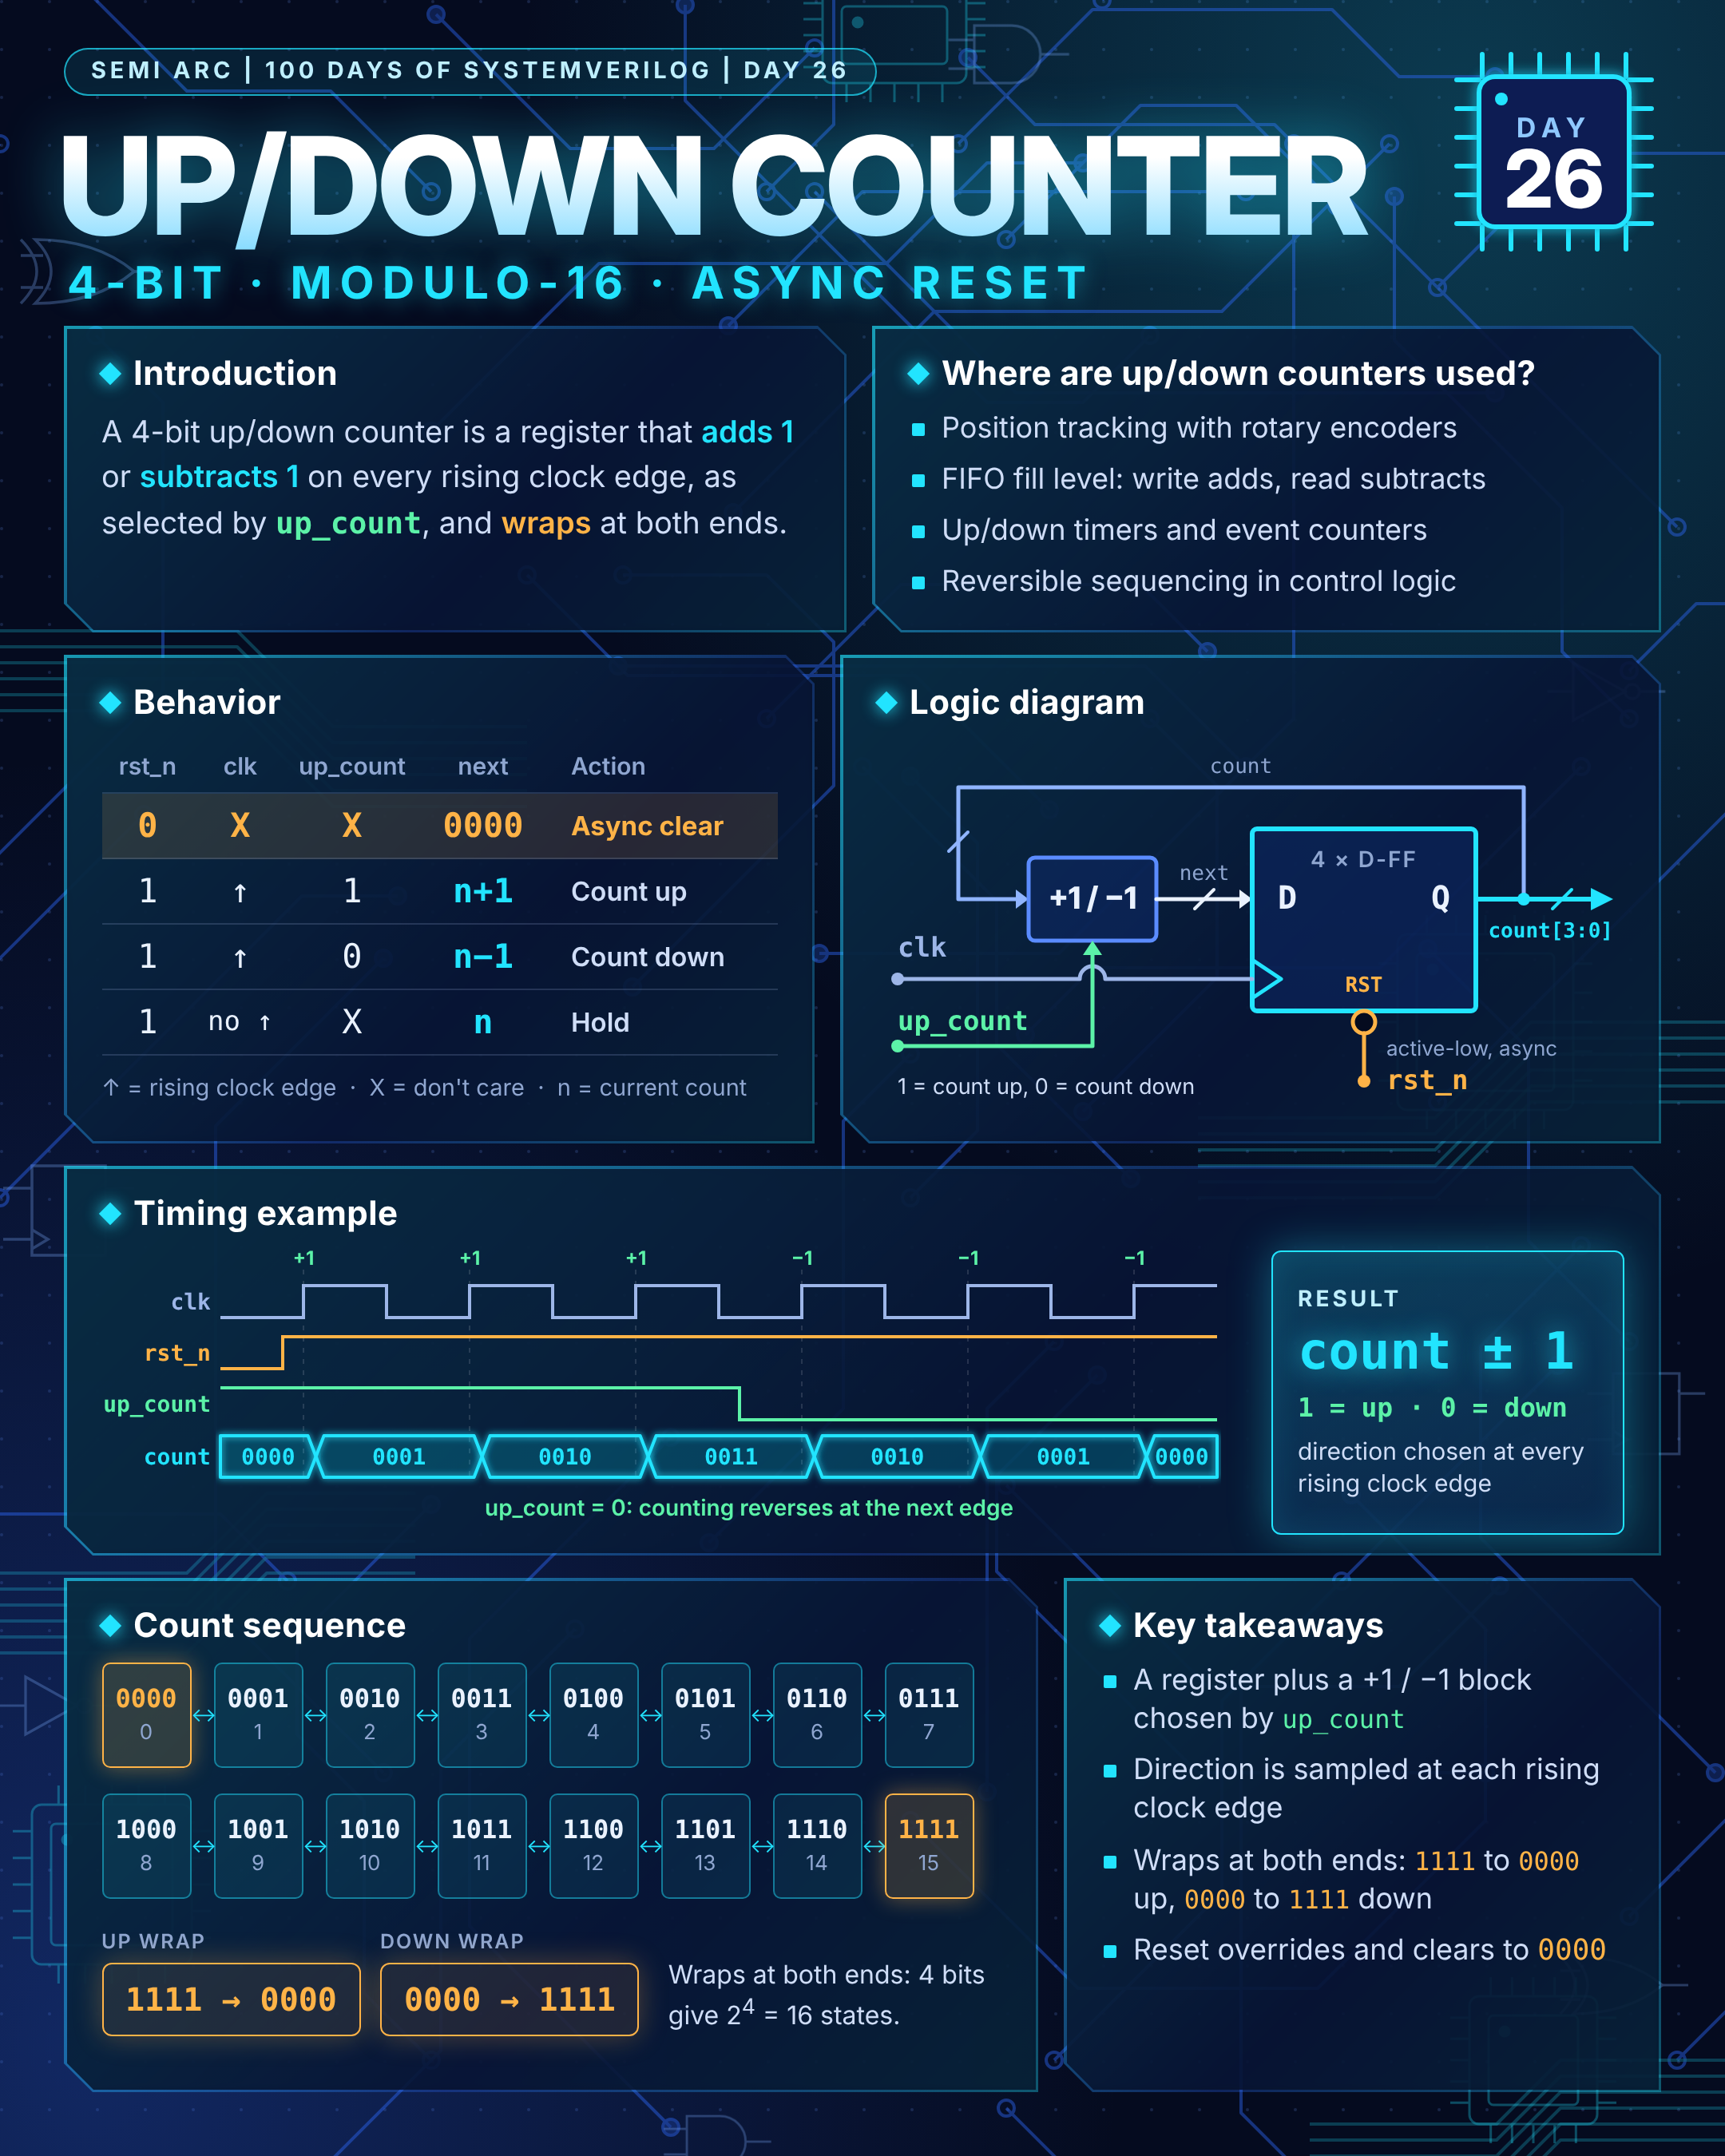 SEMI ARC | 100 DAYS OF SYSTEMVERILOG | DAY 26
DAY
26
UP/DOWN COUNTER
4-BIT · MODULO-16 · ASYNC RESET
Introduction
A 4-bit up/down counter is a register that adds 1
or subtracts 1 on every rising clock edge, as
selected by up_count, and wraps at both ends.
Where are up/down counters used?
Position tracking with rotary encoders
FIFO fill level: write adds, read subtracts
Up/down timers and event counters
Reversible sequencing in control logic
Behavior
rst_n clk up_count next Action
0 X X 0000 Async clear
1 ↑ 1 n+1 Count up
1 ↑ 0 n−1 Count down
1 no ↑ X n Hold
↑ = rising clock edge · X = don't care · n = current count
Logic diagram
count
4 × D-FF
next
+1 / −1
D Q
count[3:0]
clk
RST
up_count
active-low, async
rst_n
1 = count up, 0 = count down
Timing example
+1 +1 +1 −1 −1 −1
clk
rst_n
up_count
count 0000 0001 0010 0011 0010 0001 0000
up_count = 0: counting reverses at the next edge
RESULT
count ± 1
1 = up · 0 = down
direction chosen at every
rising clock edge
Count sequence
0000 0001 0010 0011 0100 0101 0110 0111
0 1 2 3 4 5 6 7
1000 1001 1010 1011 1100 1101 1110 1111
8 9 10 11 12 13 14 15
UP WRAP DOWN WRAP
1111 → 0000 0000 → 1111
Wraps at both ends: 4 bits
give 2⁴ = 16 states.
Key takeaways
A register plus a +1 / −1 block
chosen by up_count
Direction is sampled at each rising
clock edge
Wraps at both ends: 1111 to 0000
up, 0000 to 1111 down
Reset overrides and clears to 0000